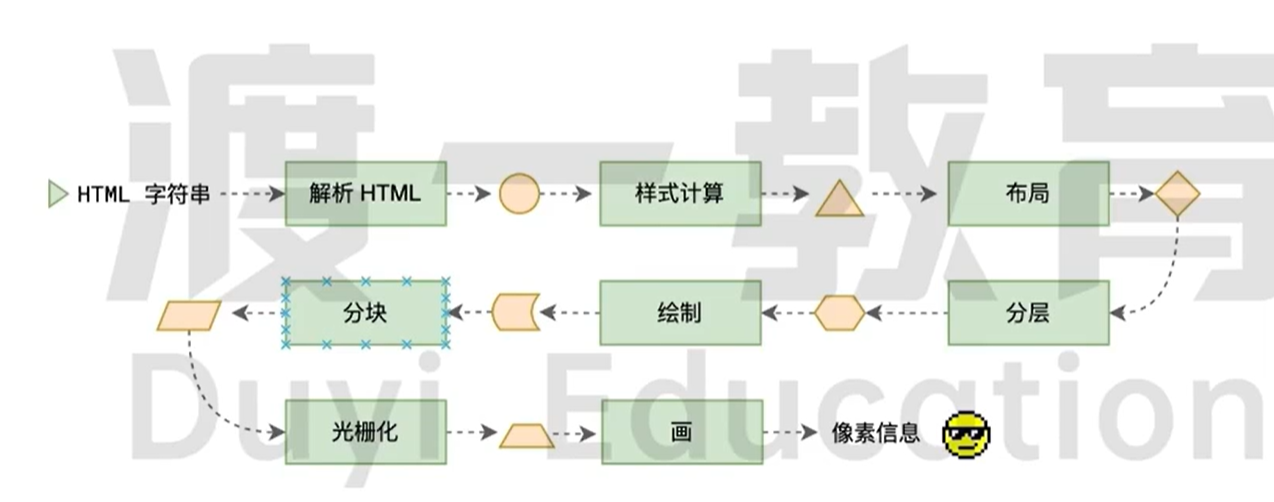 渡一教育
HTML 字符串
解析 HTML
样式计算
布局
分层
绘制
分块
Duyi Education
光栅化
画
像素信息